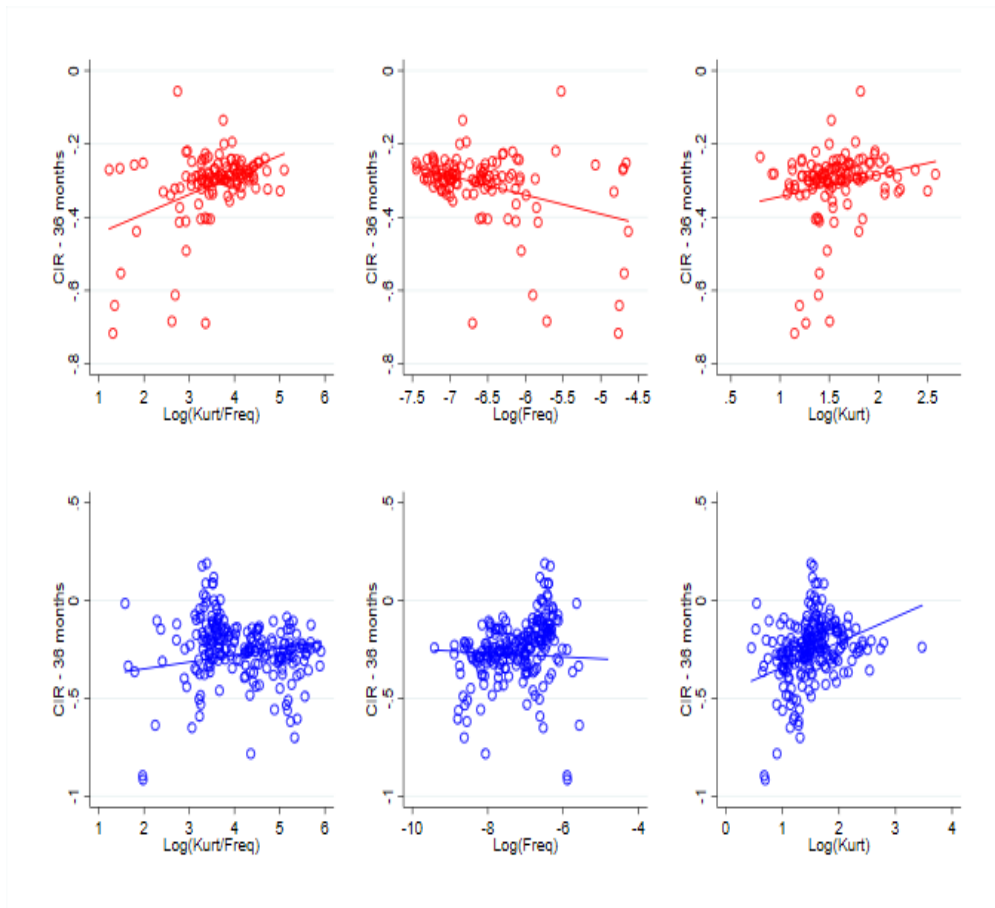 CIR - 36 months
0
-.2
-.4
-.6
-.8
1 2 3 4 5 6
Log(Kurt/Freq)
CIR - 36 months
0
-.2
-.4
-.6
-.8
-7.5 -7 -6.5 -6 -5.5 -5 -4.5
Log(Freq)
CIR - 36 months
0
-.2
-.4
-.6
-.8
.5 1 1.5 2 2.5
Log(Kurt)
CIR - 36 months
.5
0
-.5
-1
1 2 3 4 5 6
Log(Kurt/Freq)
CIR - 36 months
.5
0
-.5
-1
-10 -8 -6 -4
Log(Freq)
CIR - 36 months
.5
0
-.5
-1
0 1 2 3 4
Log(Kurt)